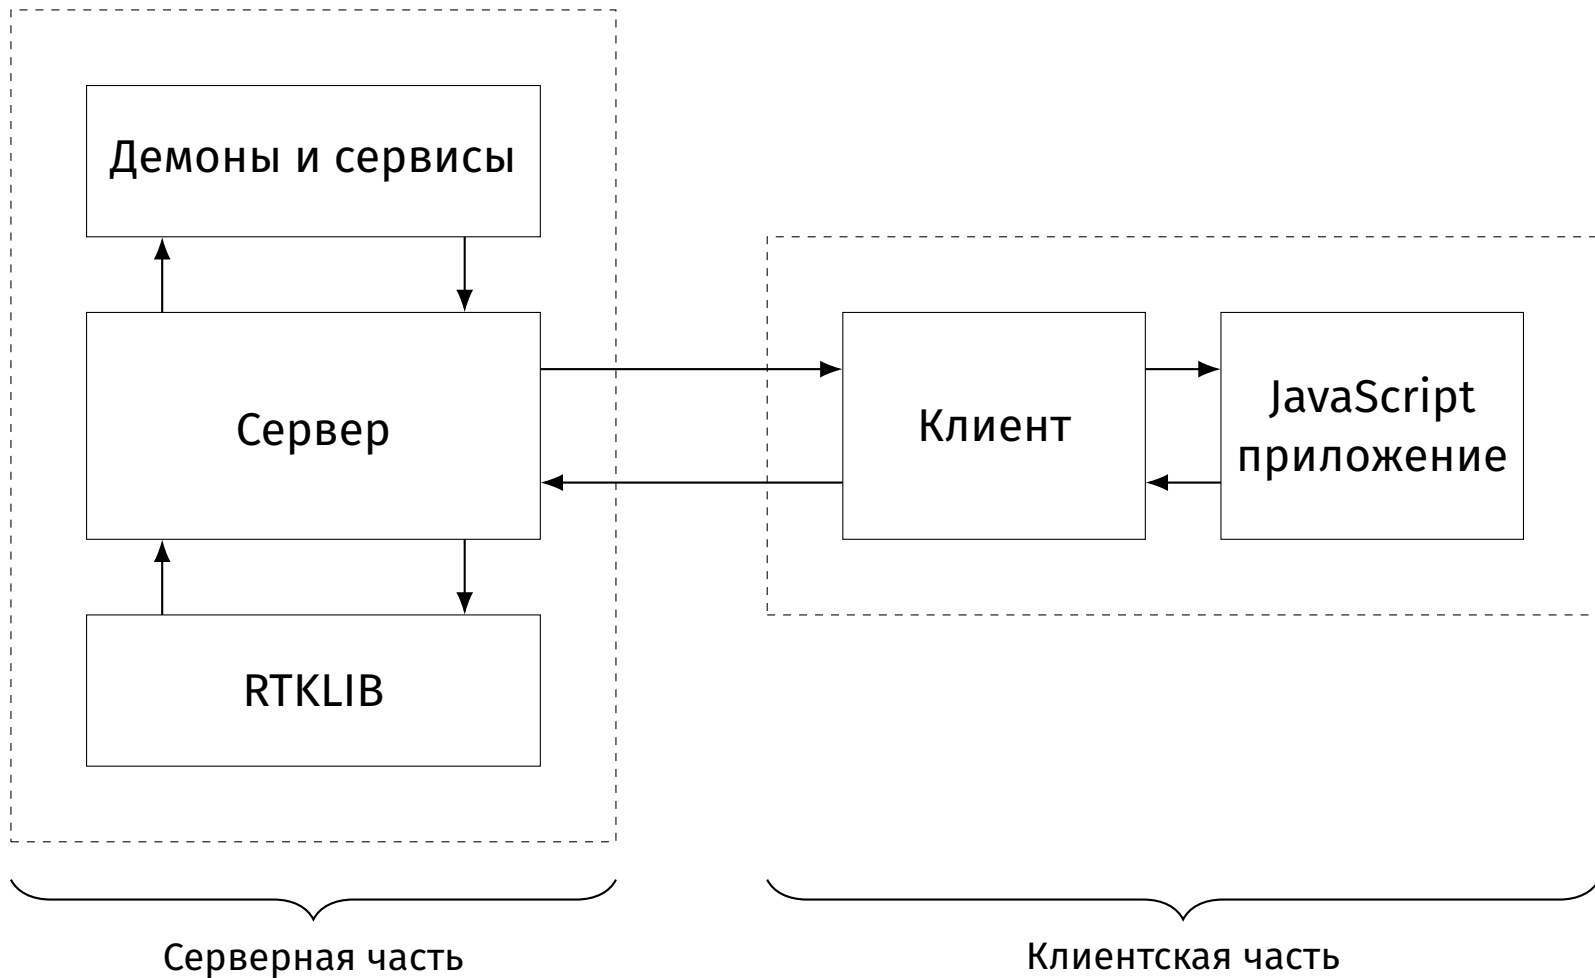 Демоны и сервисы
Сервер
RTKLIB
Клиент
JavaScript
приложение
Серверная часть
Клиентская часть